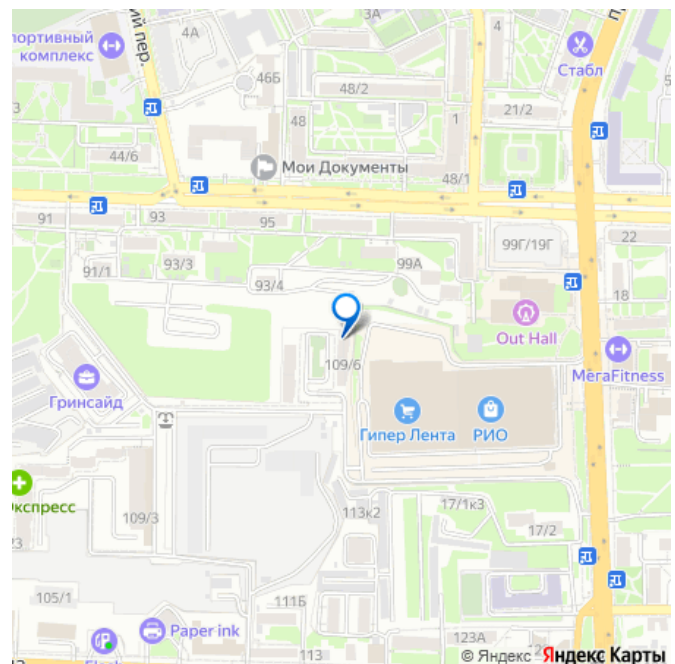 4А
3А
4
портивный
комплекс
ий пер.
Стабл
46Б
48/2
21/2
48
1
44/6
Мои Документы
48/1
91
93
95
99Г/19Г
22
91/1
93/3
93/4
99А
18
Out Hall
109/6
МегаFitness
Гринсайд
Гипер Лента
РИО
Экспресс
109/3
113к2
17/1к3
17/2
105/1
111Б
Paper ink
113
123А
© Яндекс
Яндекс Карты